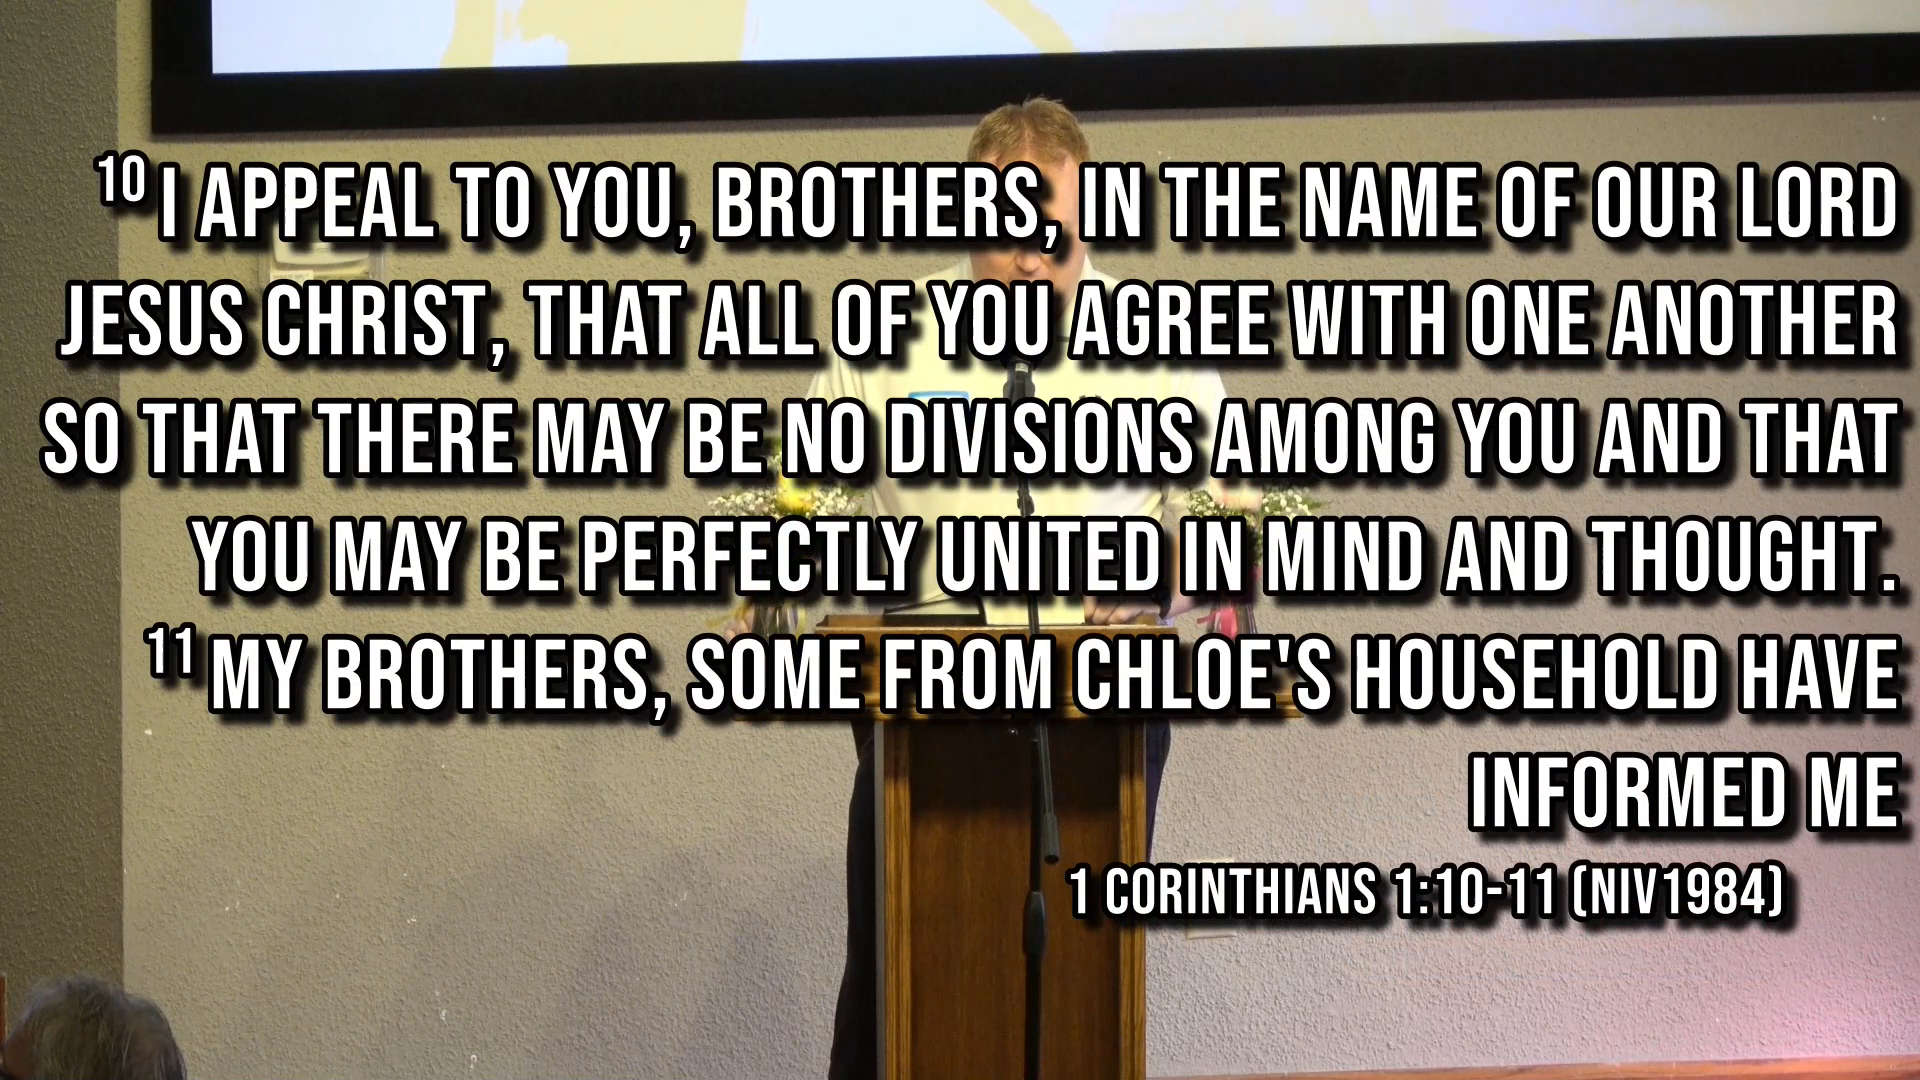 10 I APPEAL TO YOU, BROTHERS, IN THE NAME OF OUR LORD
JESUS CHRIST, THAT ALL OF YOU AGREE WITH ONE ANOTHER
SO THAT THERE MAY BE NO DIVISIONS AMONG YOU AND THAT
YOU MAY BE PERFECTLY UNITED IN MIND AND THOUGHT.
11 MY BROTHERS, SOME FROM CHLOE'S HOUSEHOLD HAVE
INFORMED ME
1 CORINTHIANS 1:10-11 (NIV1984)